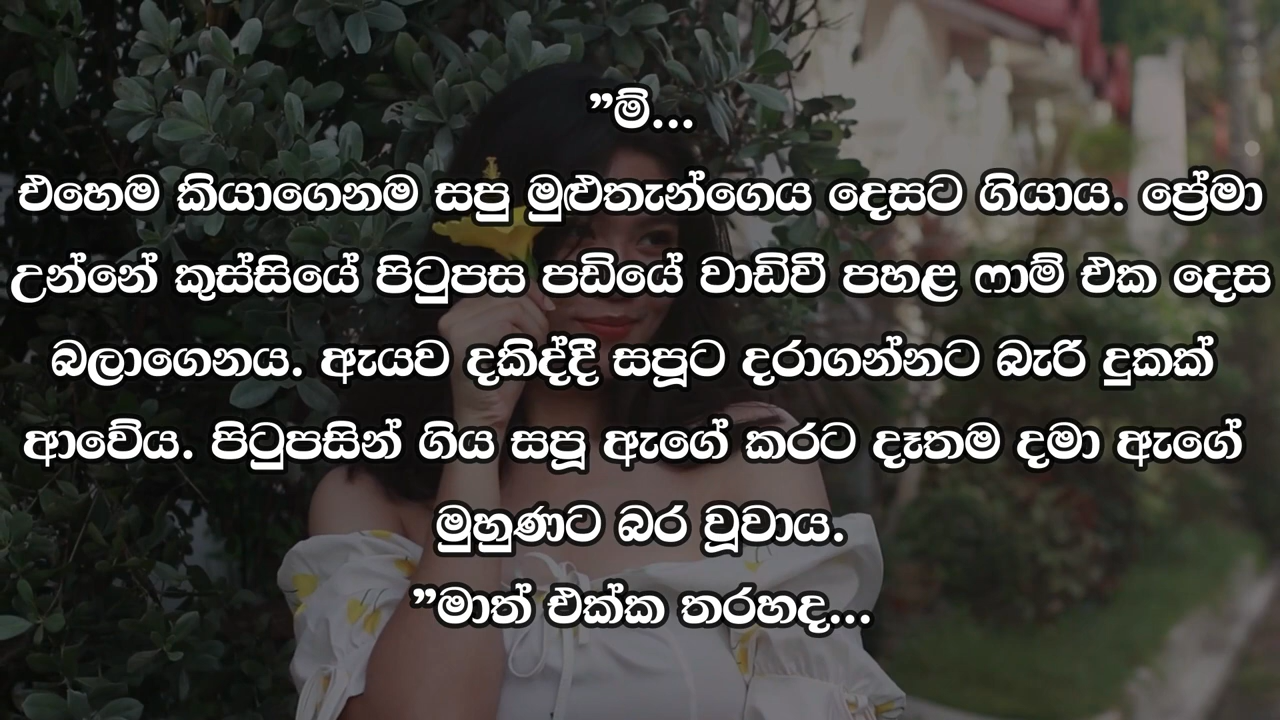 ”ම්...
එහෙම කියාගෙනම සපු මුළුතැන්ගෙය දෙසට ගියාය. ප්‍රේමා
උන්නේ කුස්සියේ පිටුපස පඩියේ වාඩිවී පහළ ෆාම් එක දෙස
බලාගෙනය. ඇයව දකිද්දී සපූට දරාගන්නට බැරි දුකක්
ආවේය. පිටුපසින් ගිය සපූ ඇගේ කරට දෑතම දමා ඇගේ
මුහුණට බර වූවාය.
”මාත් එක්ක තරහද...